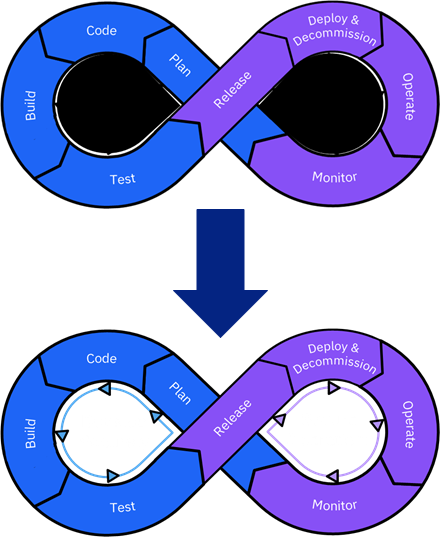 Code
Plan
Build
Test
Release
Deploy &
Decommission
Operate
Monitor
Code
Plan
Build
Test
Release
Deploy &
Decommission
Operate
Monitor